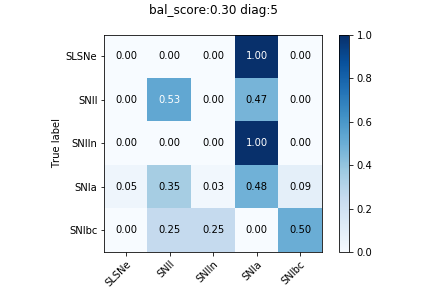 bal_score:0.30 diag:5
SLSNe 0.00 0.00 0.00 1.00 0.00
SNII 0.00 0.53 0.00 0.47 0.00
SNIIn 0.00 0.00 0.00 1.00 0.00
SNIa 0.05 0.35 0.03 0.48 0.09
SNIbc 0.00 0.25 0.25 0.00 0.50
SLSNe SNII SNIIn SNIa SNIbc
True label
1.0
0.8
0.6
0.4
0.2
0.0